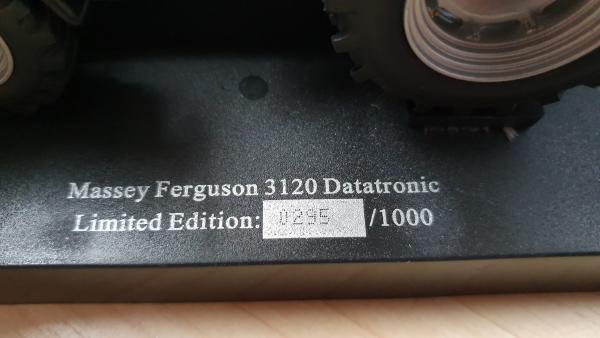 Massey Ferguson 3120 Datatronic
Limited Edition: 0295 /1000